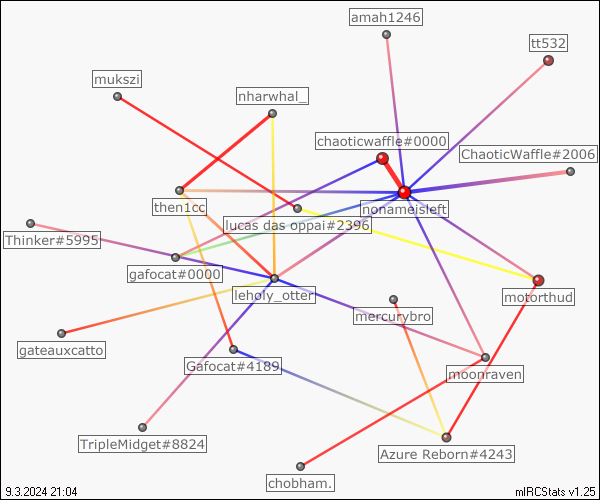 amah1246
tt532
mukszi
nharwhal_
chaoticwaffle#0000
ChaoticWaffle#2006
then1cc
nonameisleft
lucas das oppai#2396
Thinker#5995
gafocat#0000
leholy_otter
motorthud
mercurybro
gateauxcatto
Gafocat#4189
moonraven
TripleMidget#8824
Azure Reborn#4243
chobham.
9.3.2024 21:04
mIRCStats v1.25